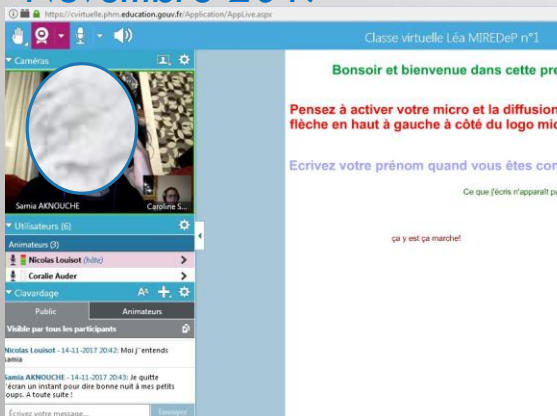 https://cvirtuelle.phm.education.gouv.fr/Application/AppLive.aspx
Classe virtuelle Léa MIREDeP n°1
Caméras
Samia AKNOUCHE
Caroline S...
Utilisateurs (6)
Animateurs (3)
Nicolas Louisot (hôte)
Coralie Auder
Clavardage
Public
Animateurs
Visible par tous les participants
Nicolas Louisot - 14-11-2017 20:42: Moi j'entends
samia
Samia AKNOUCHE - 14-11-2017 20:43: Je quitte
l'écran un instant pour dire bonne nuit à mes petits
loups. A toute suite !
Écrivez votre message...
Envoyer
Bonsoir et bienvenue dans cette pre
Pensez à activer votre micro et la diffusion
flèche en haut à gauche à côté du logo mic
Ecrivez votre prénom quand vous êtes con
Ce que j'écris n'apparaît pa
ça y est ça marche!